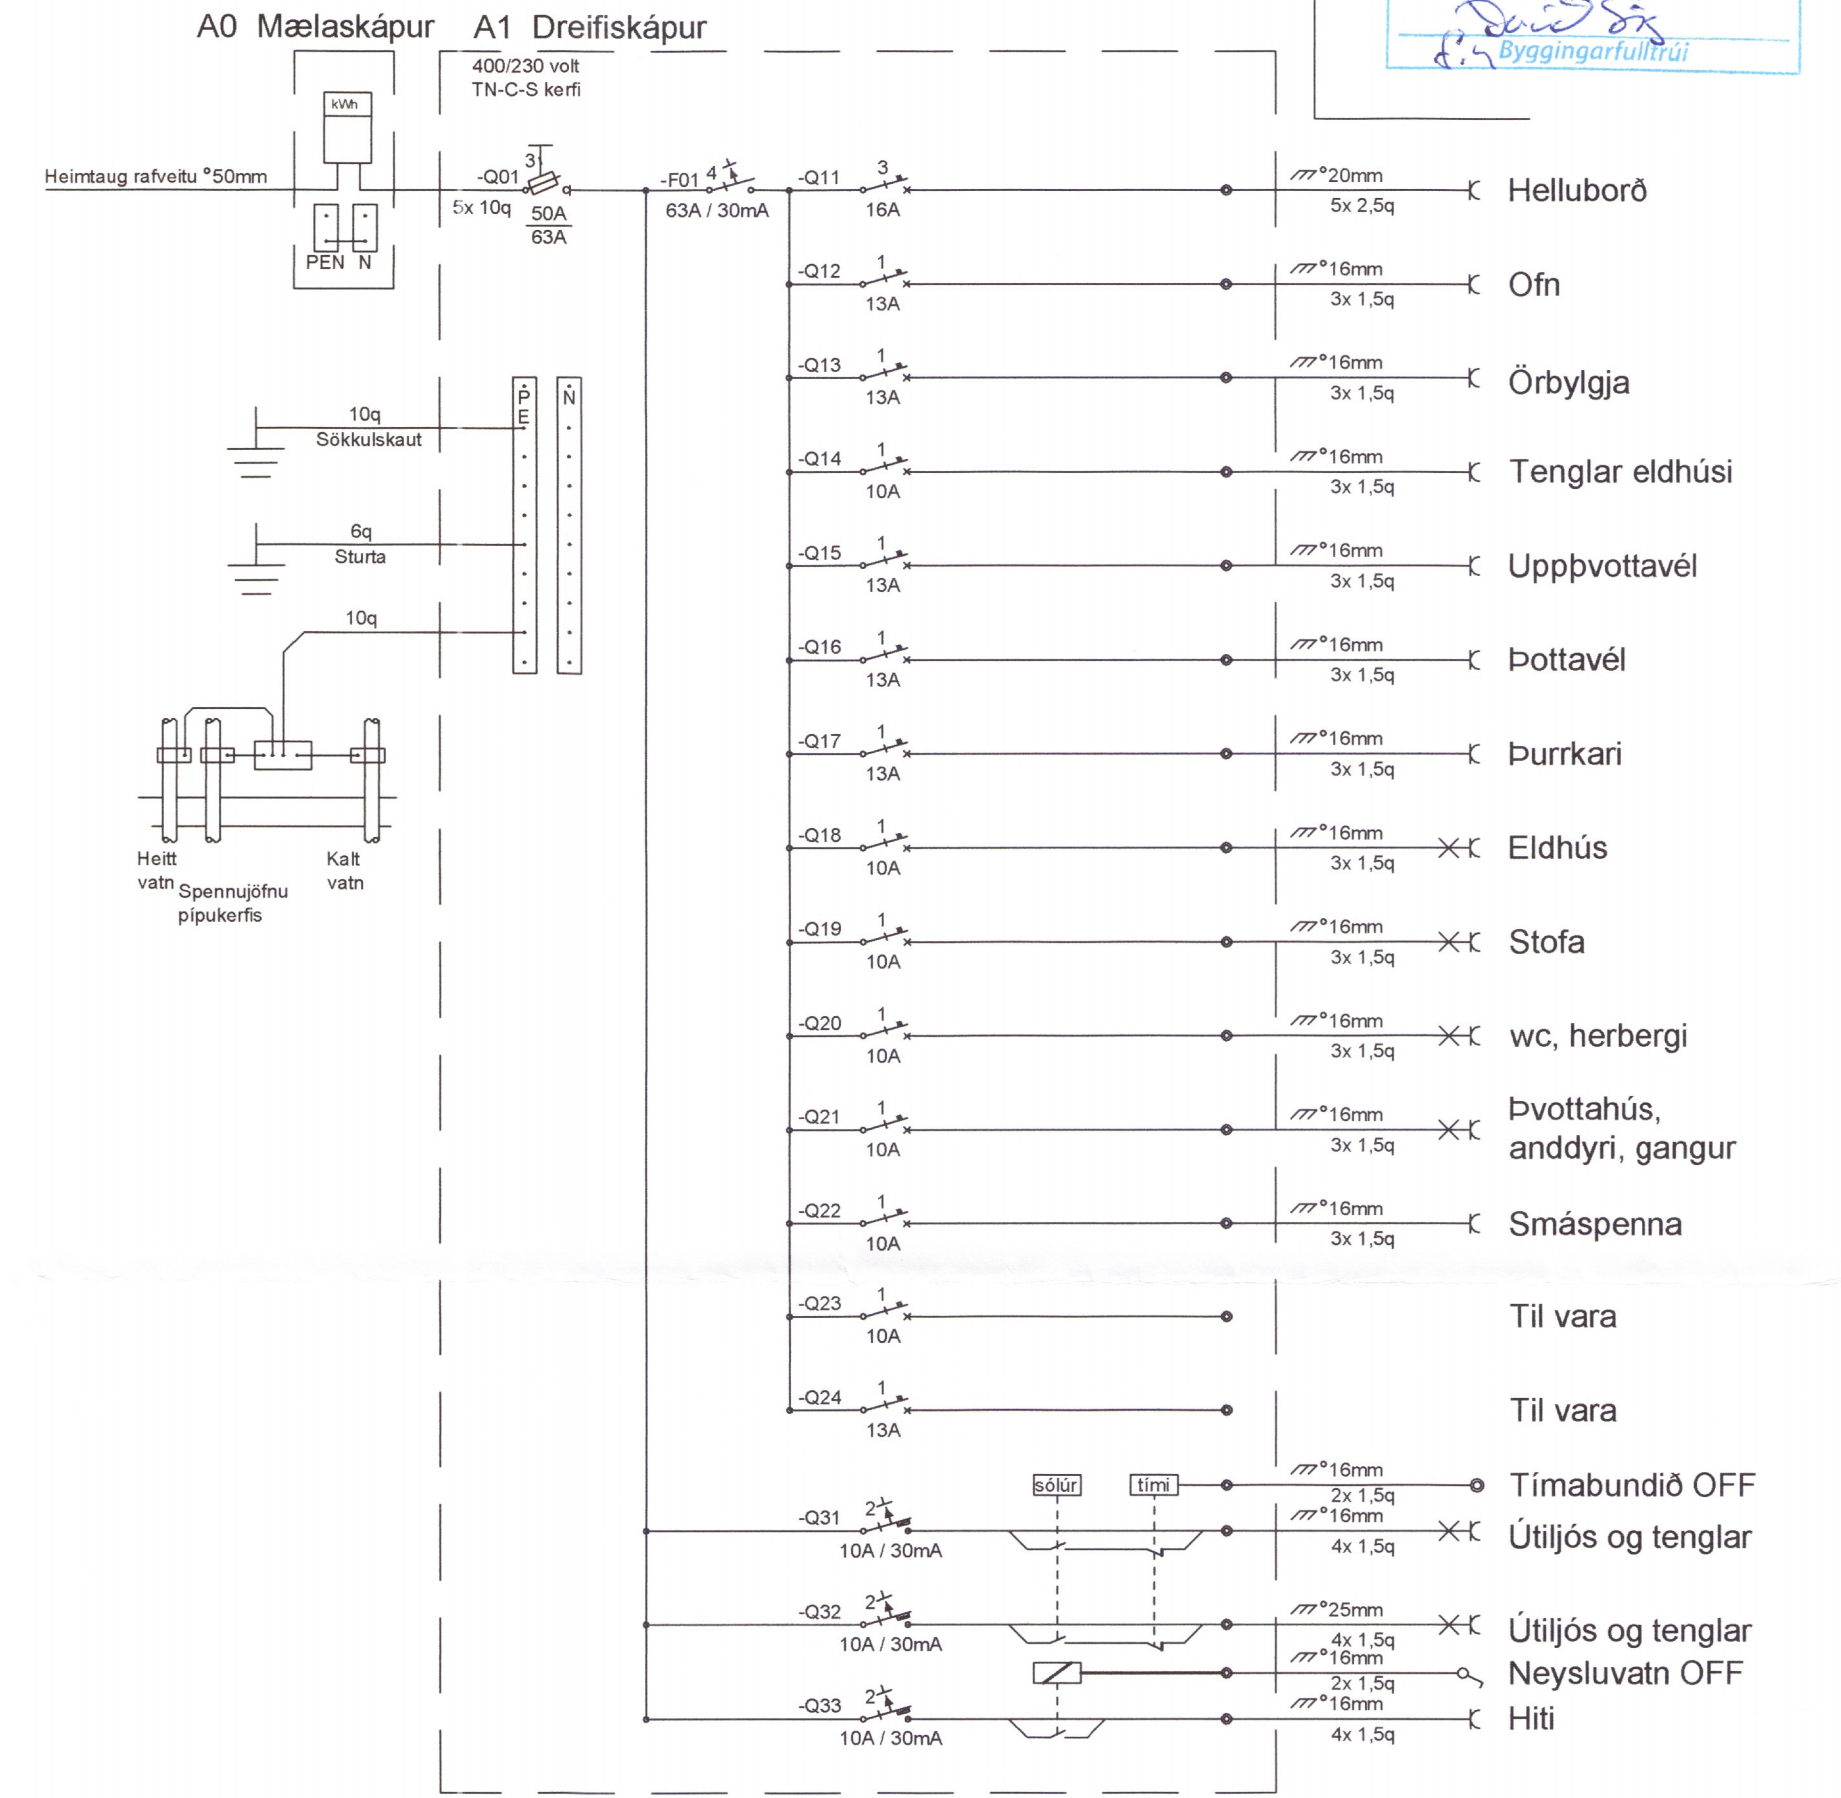 A0 Mælaskápur A1 Dreifiskápur
Byggingarfulltrúi
400/230 volt
TN-C-S kerfi
kWh
Heimtaug rafveitu °50mm
PEN N
-Q01
3
5x 10q
50A
63A
-F01
4
63A / 30mA
-Q11
3
16A
°20mm
5x 2,5q
Helluborð
-Q12
1
13A
°16mm
3x 1,5q
Ofn
-Q13
1
13A
°16mm
3x 1,5q
Örbylgja
-Q14
1
10A
°16mm
3x 1,5q
Tenglar eldhúsi
-Q15
1
13A
°16mm
3x 1,5q
Uppþvottavél
-Q16
1
13A
°16mm
3x 1,5q
Þottavél
-Q17
1
13A
°16mm
3x 1,5q
Þurrkari
-Q18
1
10A
°16mm
3x 1,5q
Eldhús
-Q19
1
10A
°16mm
3x 1,5q
Stofa
-Q20
1
10A
°16mm
3x 1,5q
wc, herbergi
-Q21
1
10A
°16mm
3x 1,5q
Þvottahús,
anddyri, gangur
-Q22
1
10A
°16mm
3x 1,5q
Smáspenna
-Q23
1
10A
Til vara
-Q24
1
13A
Til vara
sólúr
tími
°16mm
2x 1,5q
Tímabundið OFF
-Q31
2
10A / 30mA
°16mm
4x 1,5q
Útiljós og tenglar
-Q32
2
10A / 30mA
°25mm
4x 1,5q
Útiljós og tenglar
°16mm
2x 1,5q
Neysluvatn OFF
-Q33
2
10A / 30mA
°16mm
4x 1,5q
Hiti
PE
N
10q
Sökkulskaut
6q
Sturta
10q
Heitt
vatn
Spennujöfnu
pípukerfis
Kalt
vatn